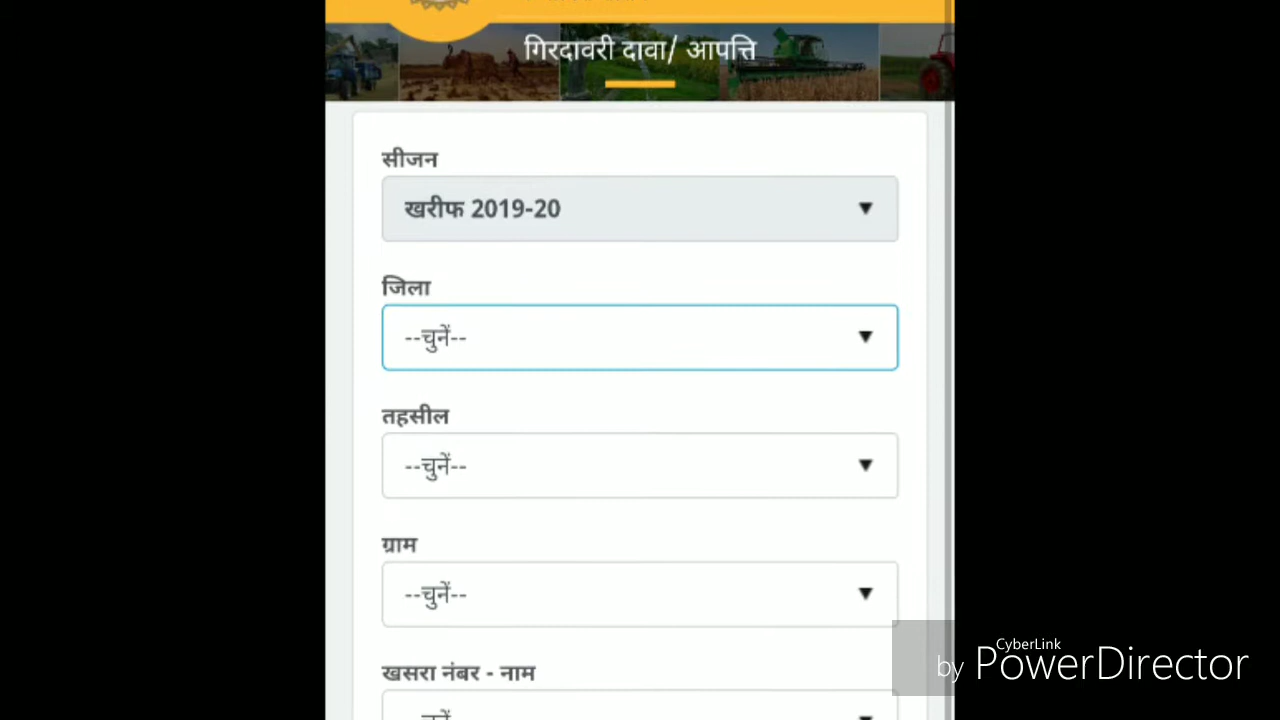 गिरदावरी दावा/ आपत्ति
सीजन
खरीफ 2019-20
जिला
--चुनें--
तहसील
--चुनें--
ग्राम
--चुनें--
खसरा नंबर - नाम
CyberLink
by PowerDirector